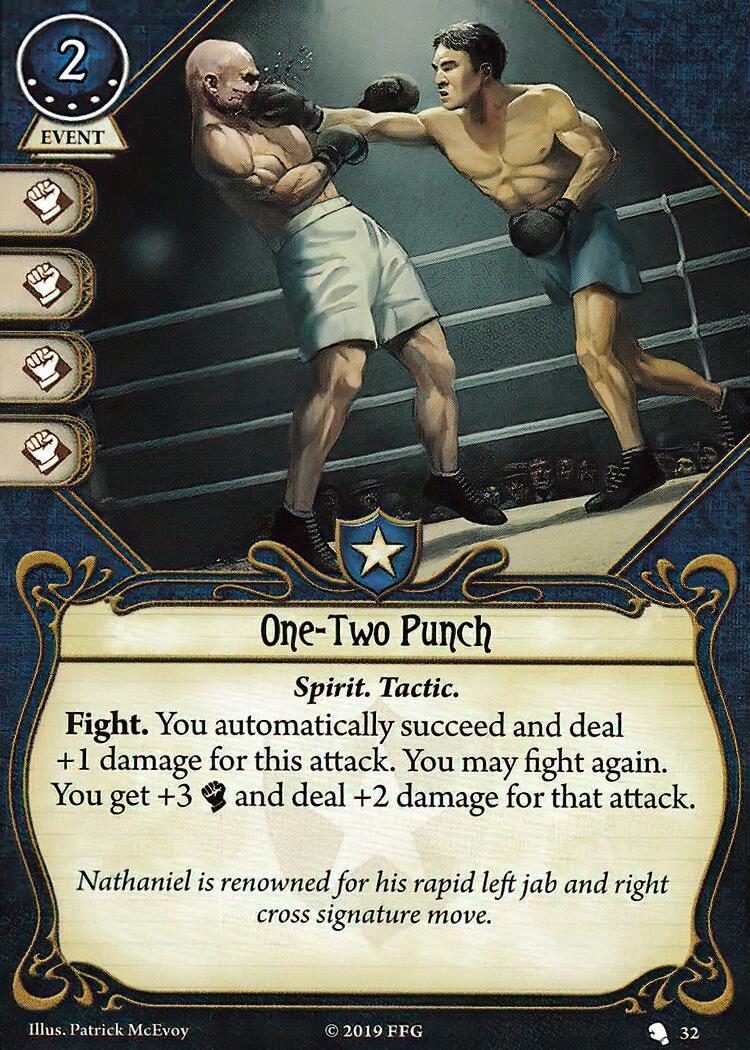 2
EVENT
One-Two Punch
Spirit. Tactic.
Fight. You automatically succeed and deal
+1 damage for this attack. You may fight again.
You get +3 and deal +2 damage for that attack.
Nathaniel is renowned for his rapid left jab and right
cross signature move.
Illus. Patrick McEvoy © 2019 FFG 32